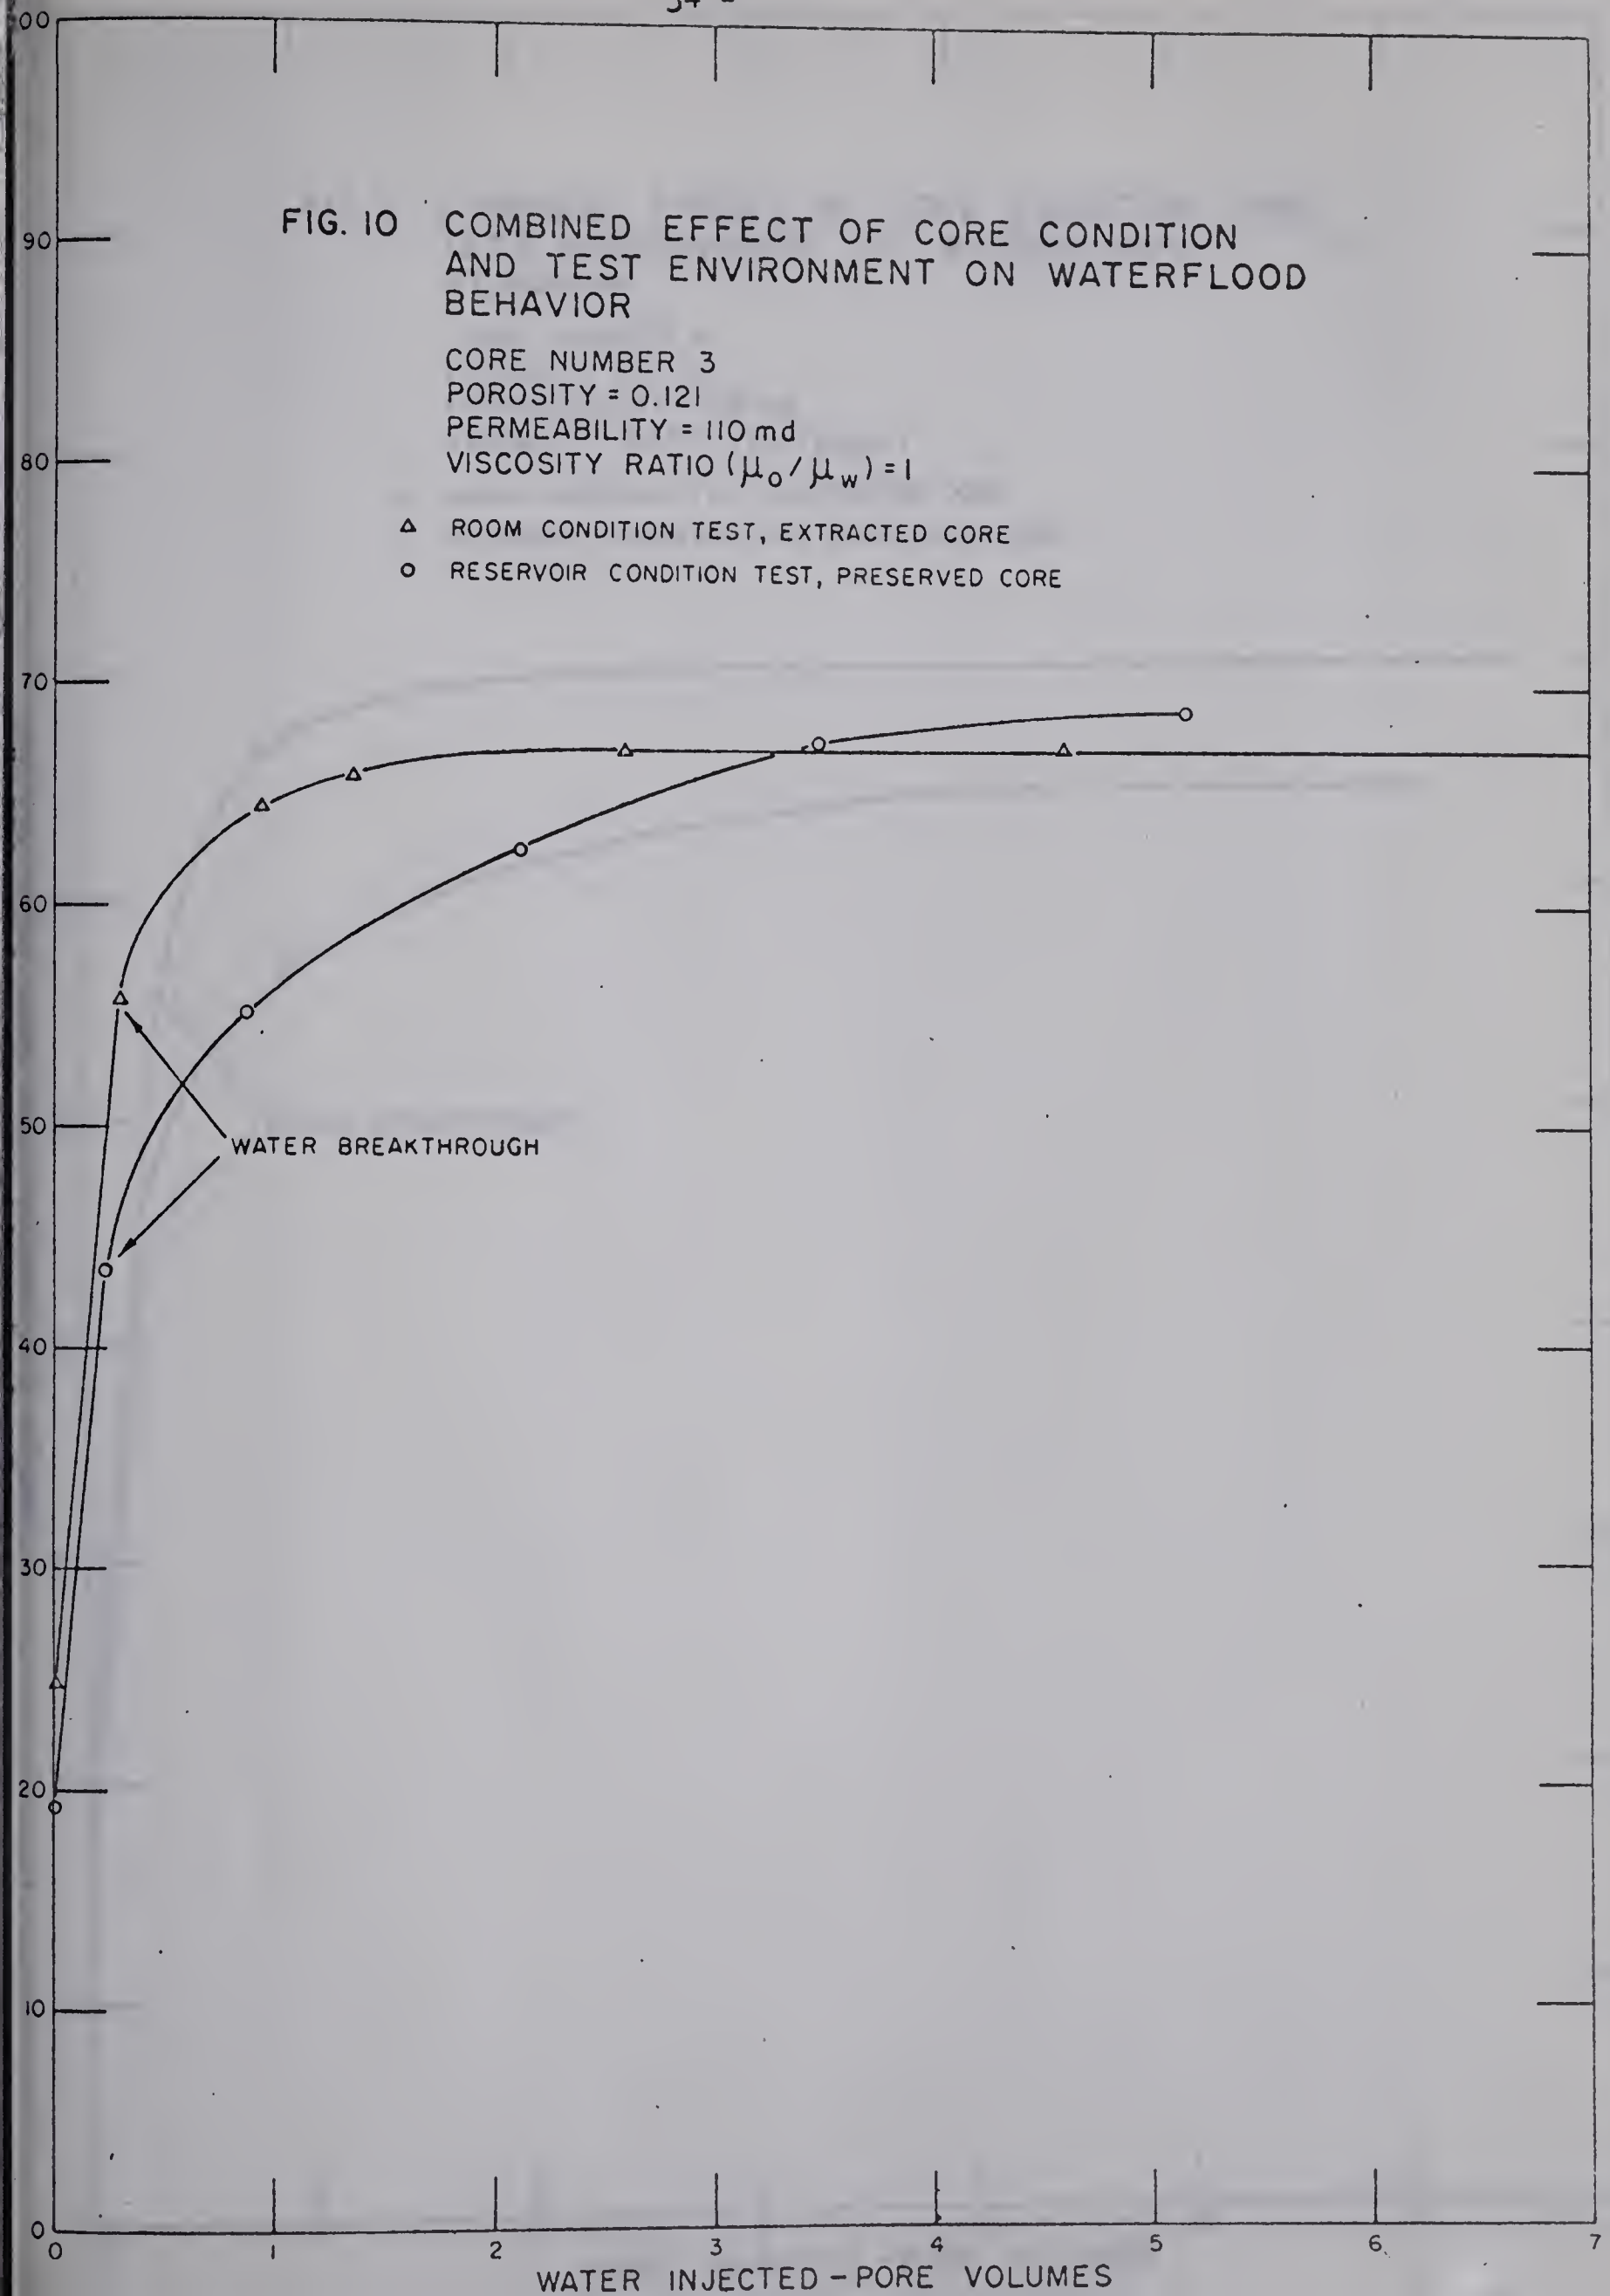 00
FIG. 10 COMBINED EFFECT OF CORE CONDITION
AND TEST ENVIRONMENT ON WATERFLOOD
BEHAVIOR
CORE NUMBER 3
POROSITY = 0.121
PERMEABILITY = 110 md
VISCOSITY RATIO (μo/μw) = 1
△ ROOM CONDITION TEST, EXTRACTED CORE
○ RESERVOIR CONDITION TEST, PRESERVED CORE
90
80
70
60
50
WATER BREAKTHROUGH
40
30
20
10
0
0 1 2 3 4 5 6 7
WATER INJECTED - PORE VOLUMES